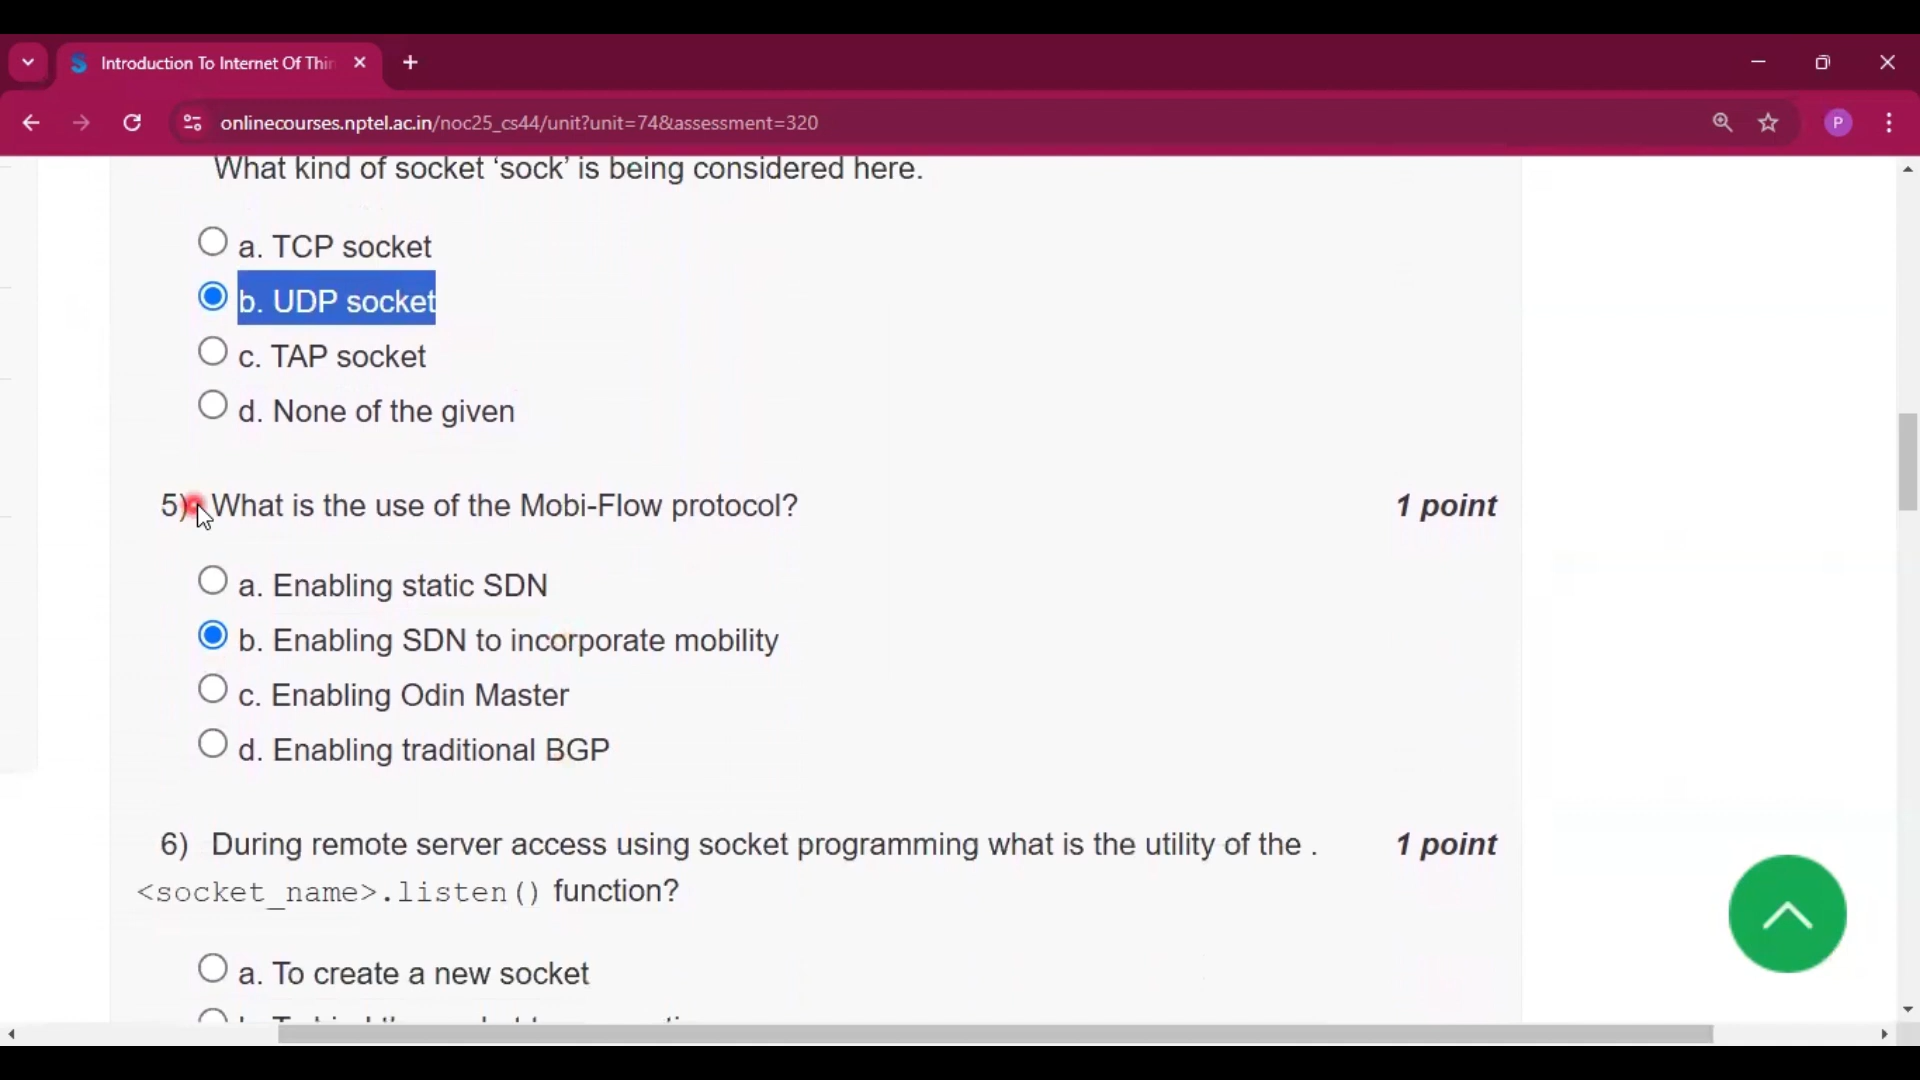 Introduction To Internet Of Thin
onlinecourses.nptel.ac.in/noc25_cs44/unit?unit=74&assessment=320
P
What kind of socket ‘sock’ is being considered here.
a. TCP socket
b. UDP socket
c. TAP socket
d. None of the given
5) What is the use of the Mobi-Flow protocol? 1 point
a. Enabling static SDN
b. Enabling SDN to incorporate mobility
c. Enabling Odin Master
d. Enabling traditional BGP
6) During remote server access using socket programming what is the utility of the . 1 point
<socket_name>.listen() function?
a. To create a new socket